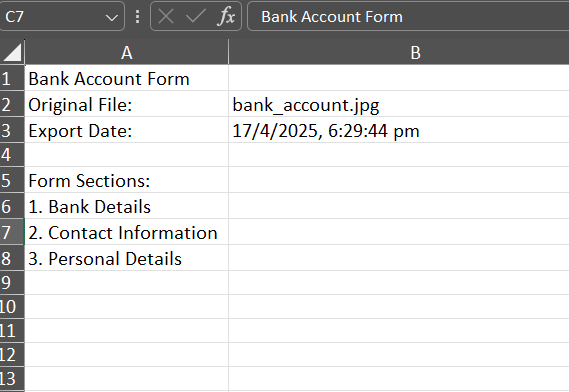 C7 fx Bank Account Form
A B
1 Bank Account Form
2 Original File: bank_account.jpg
3 Export Date: 17/4/2025, 6:29:44 pm
4
5 Form Sections:
6 1. Bank Details
7 2. Contact Information
8 3. Personal Details
9
10
11
12
13